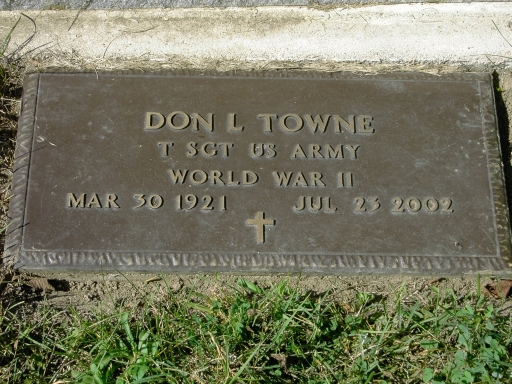 DON L TOWNE
T SGT US ARMY
WORLD WAR II
MAR 30 1921 JUL 23 2002